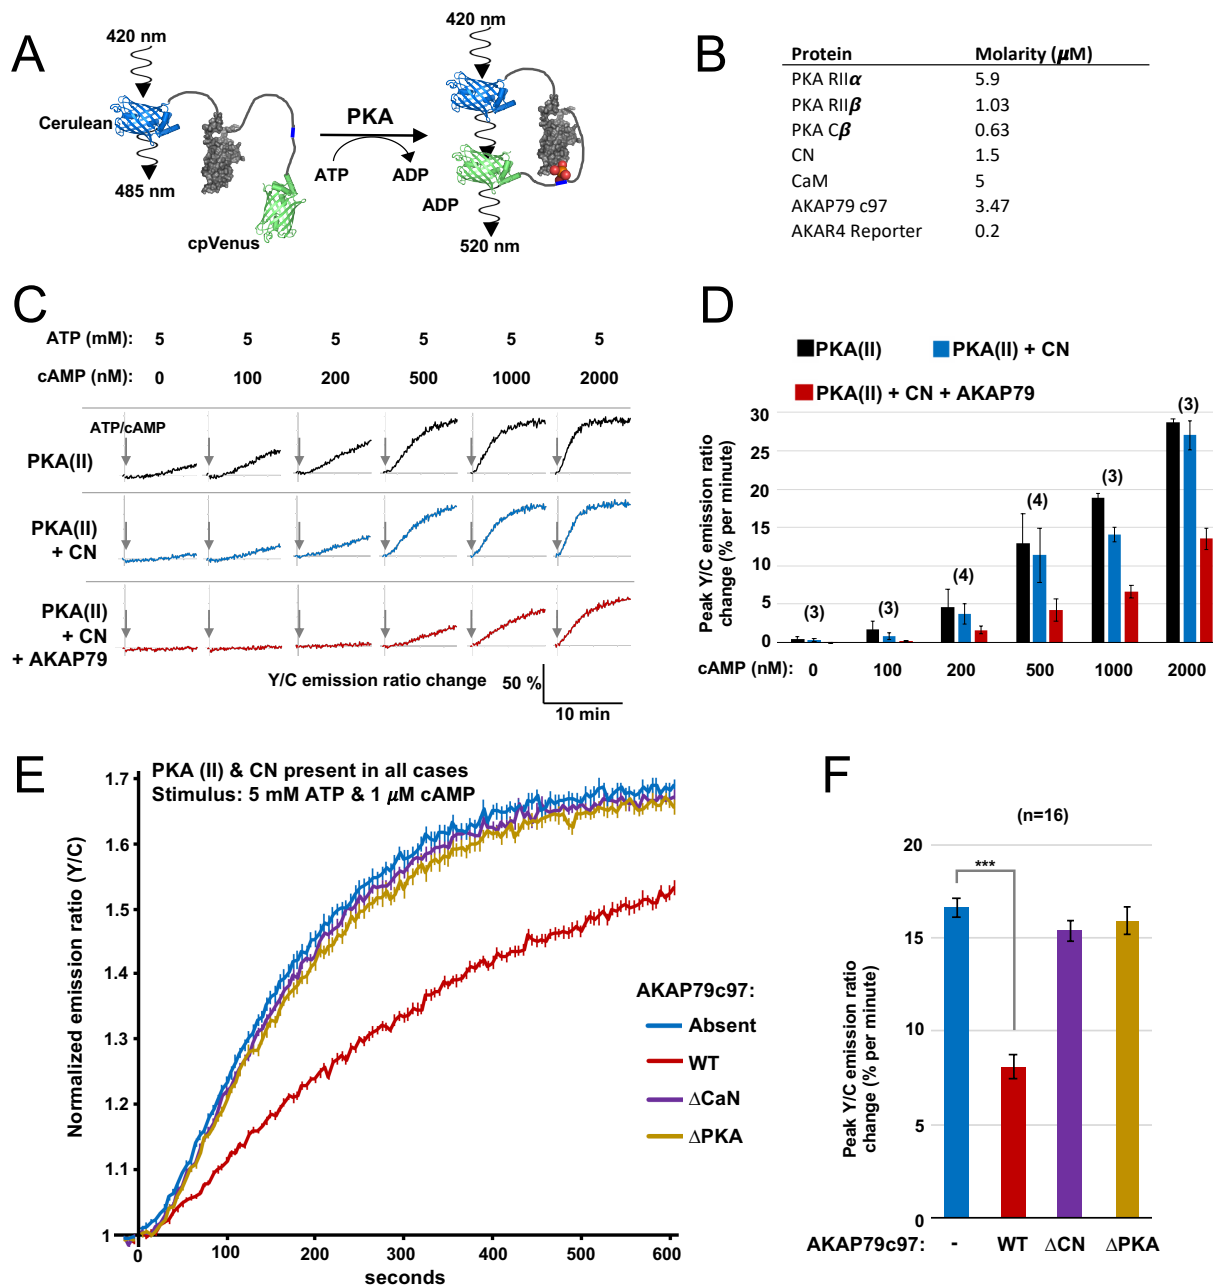 A
420 nm
420 nm
Cerulean
PKA
ATP
ADP
485 nm
ADP
cpVenus
520 nm
B
Protein Molarity (μM)
PKA RIIα 5.9
PKA RIIβ 1.03
PKA Cβ 0.63
CN 1.5
CaM 5
AKAP79 c97 3.47
AKAR4 Reporter 0.2
C
ATP (mM): 5 5 5 5 5 5
cAMP (nM): 0 100 200 500 1000 2000
ATP/cAMP
PKA(II)
PKA(II)
+ CN
PKA(II)
+ CN
+ AKAP79
Y/C emission ratio change
50 %
10 min
D
PKA(II) PKA(II) + CN
PKA(II) + CN + AKAP79
Peak Y/C emission ratio
change (% per minute)
30
25
20
15
10
5
0
(3) (3) (4) (4) (3) (3)
cAMP (nM): 0 100 200 500 1000 2000
E
PKA (II) & CN present in all cases
Stimulus: 5 mM ATP & 1 μM cAMP
Normalized emission ratio (Y/C)
1.7
1.6
1.5
1.4
1.3
1.2
1.1
1
0 100 200 300 400 500 600
seconds
AKAP79c97:
Absent
WT
ΔCaN
ΔPKA
F
(n=16)
***
Peak Y/C emission ratio
change (% per minute)
20
15
10
5
0
AKAP79c97: - WT ΔCN ΔPKA